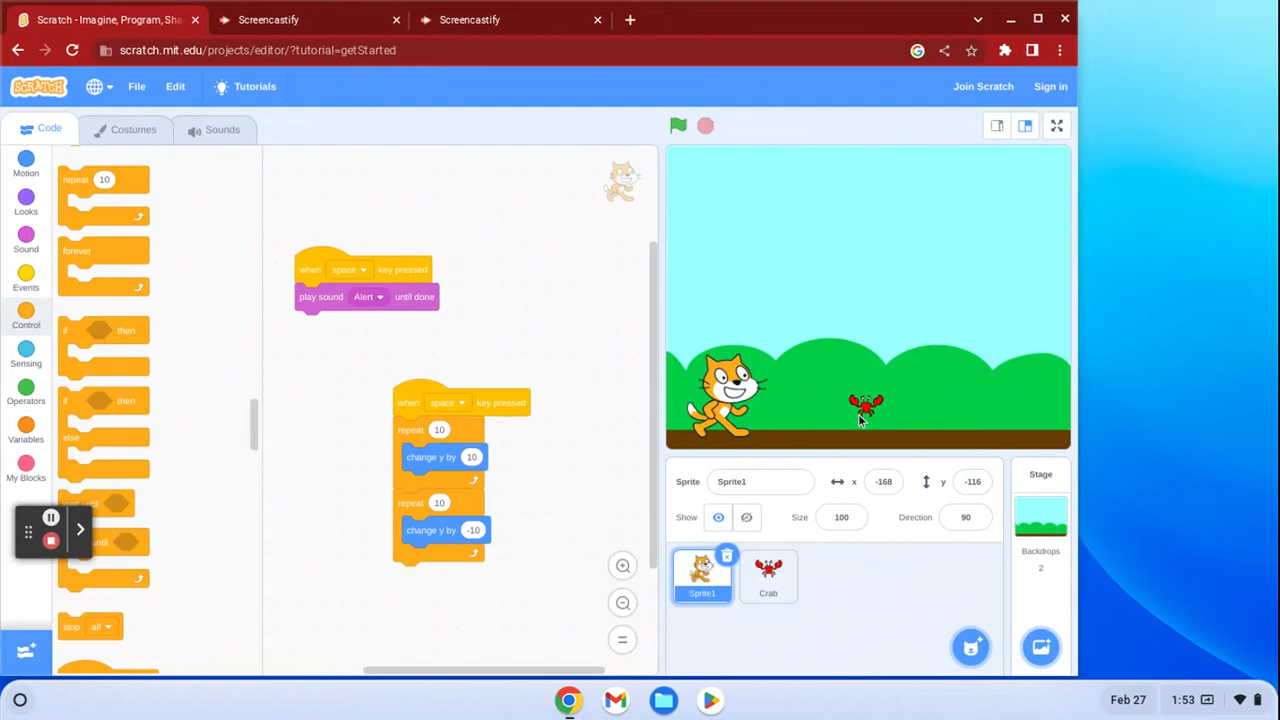 Scratch - Imagine, Program, Sha
Screencastify
Screencastify
scratch.mit.edu/projects/editor/?tutorial=getStarted
SCRATCH
File
Edit
Tutorials
Join Scratch
Sign in
Code
Costumes
Sounds
Motion
Looks
Sound
Events
Control
Sensing
Operators
Variables
My Blocks
repeat 10
forever
if then
if then
else
wait until
until
stop all
when space key pressed
play sound Alert until done
when space key pressed
repeat 10
change y by 10
repeat 10
change y by -10
Sprite Sprite1 x -168 y -116
Show Size 100 Direction 90
Sprite1
Crab
Stage
Backdrops
2
Feb 27
1:53